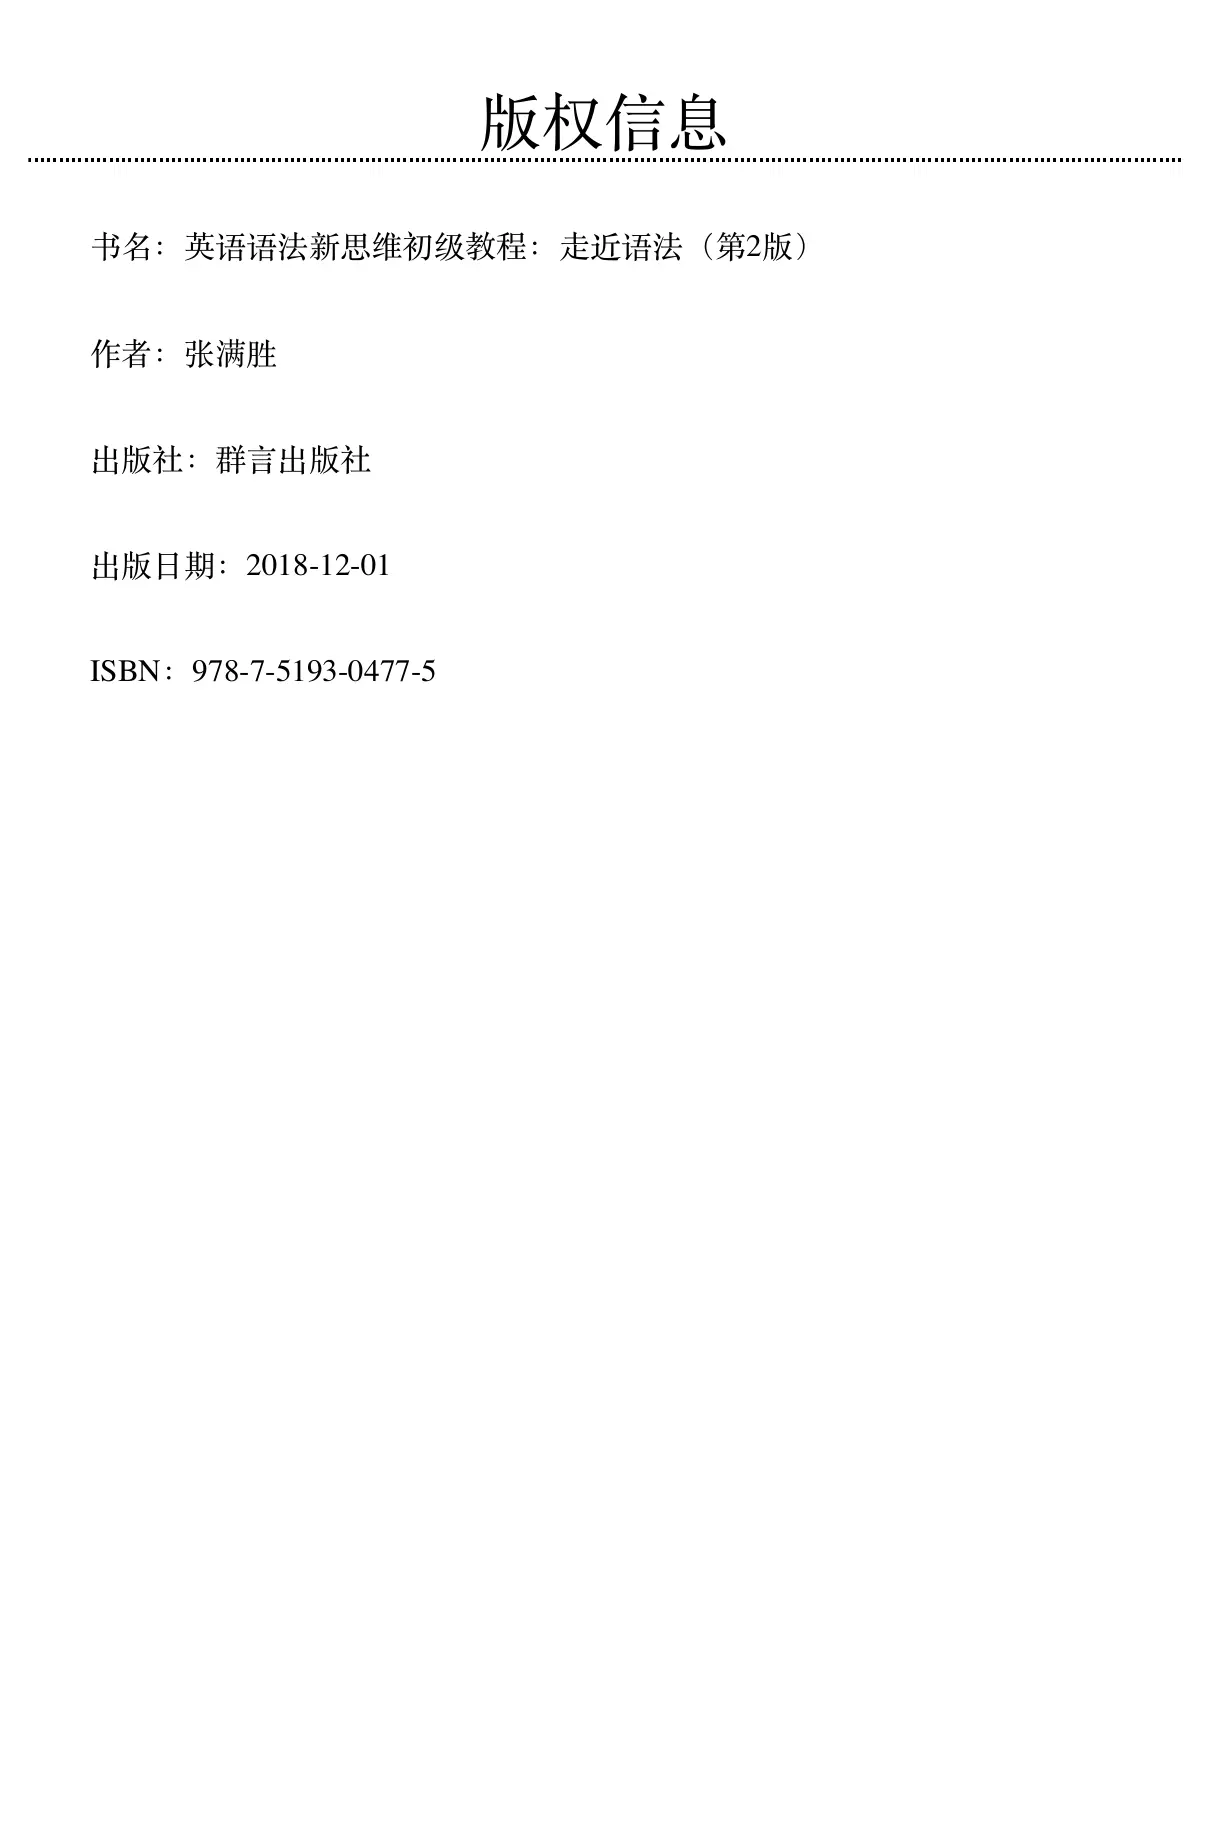 版权信息
书名：英语语法新思维初级教程：走近语法（第2版）
作者：张满胜
出版社：群言出版社
出版日期：2018-12-01
ISBN：978-7-5193-0477-5